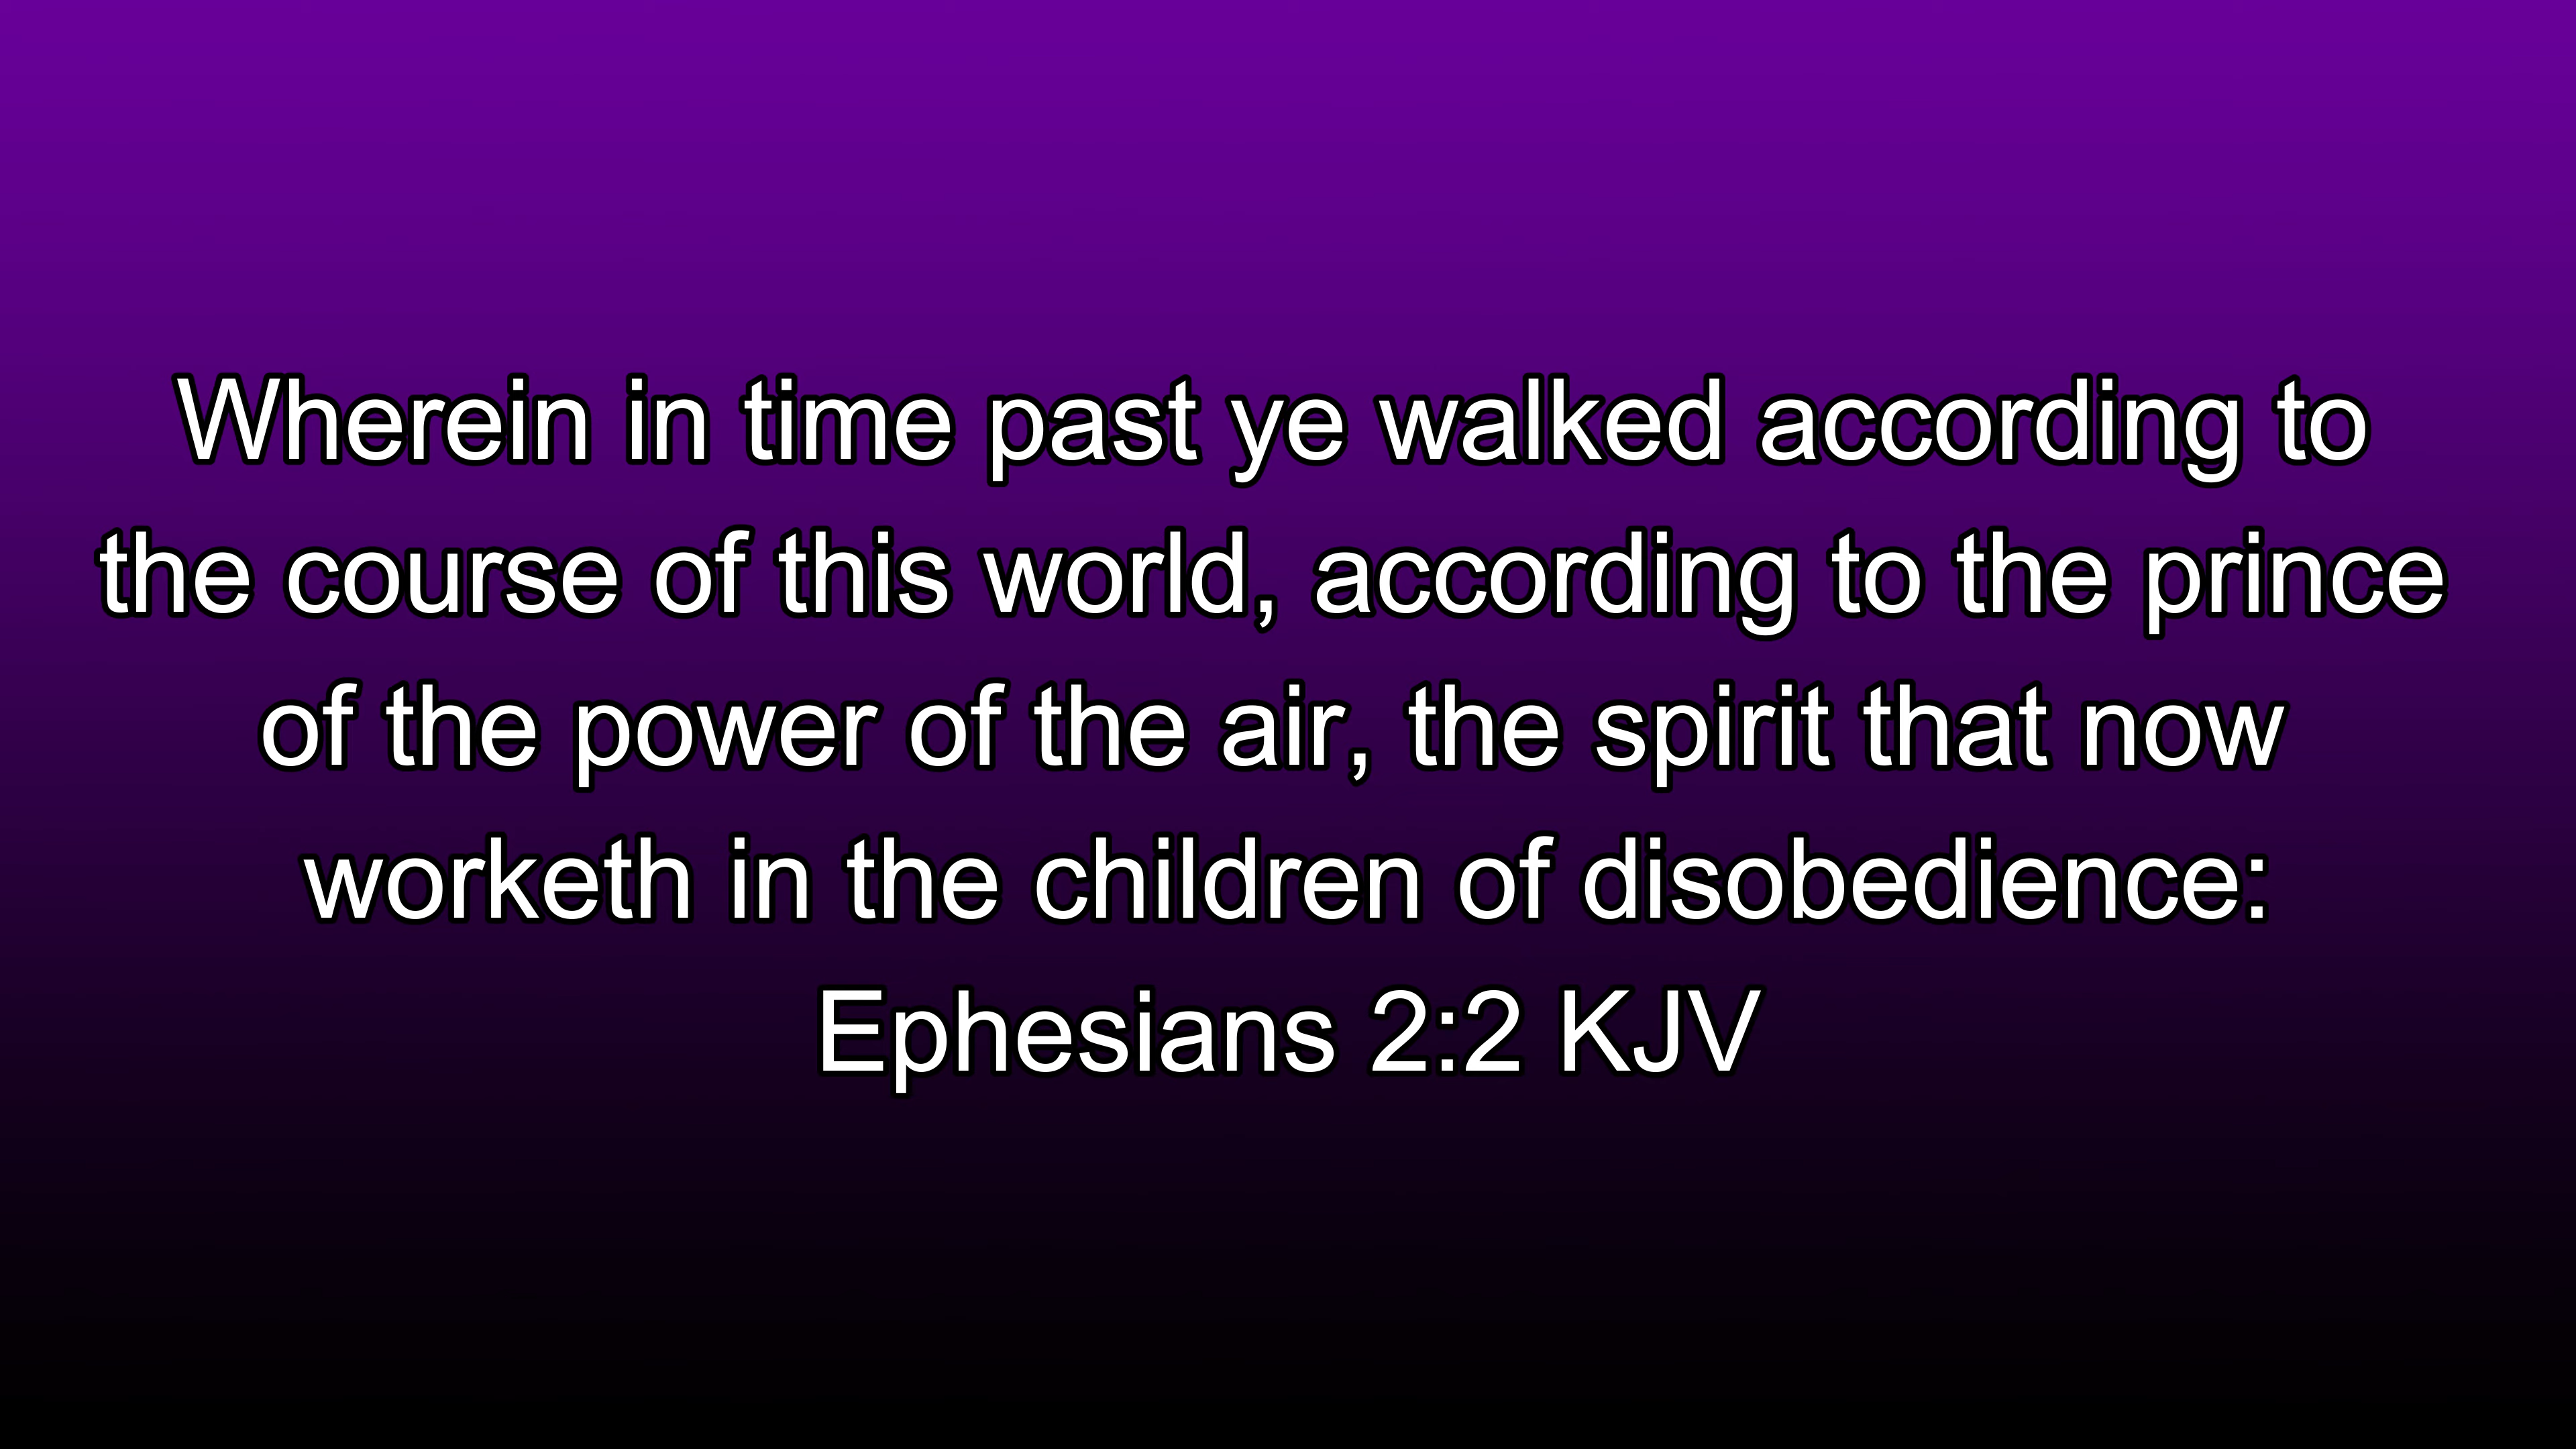 Wherein in time past ye walked according to
the course of this world, according to the prince
of the power of the air, the spirit that now
worketh in the children of disobedience:
Ephesians 2:2 KJV